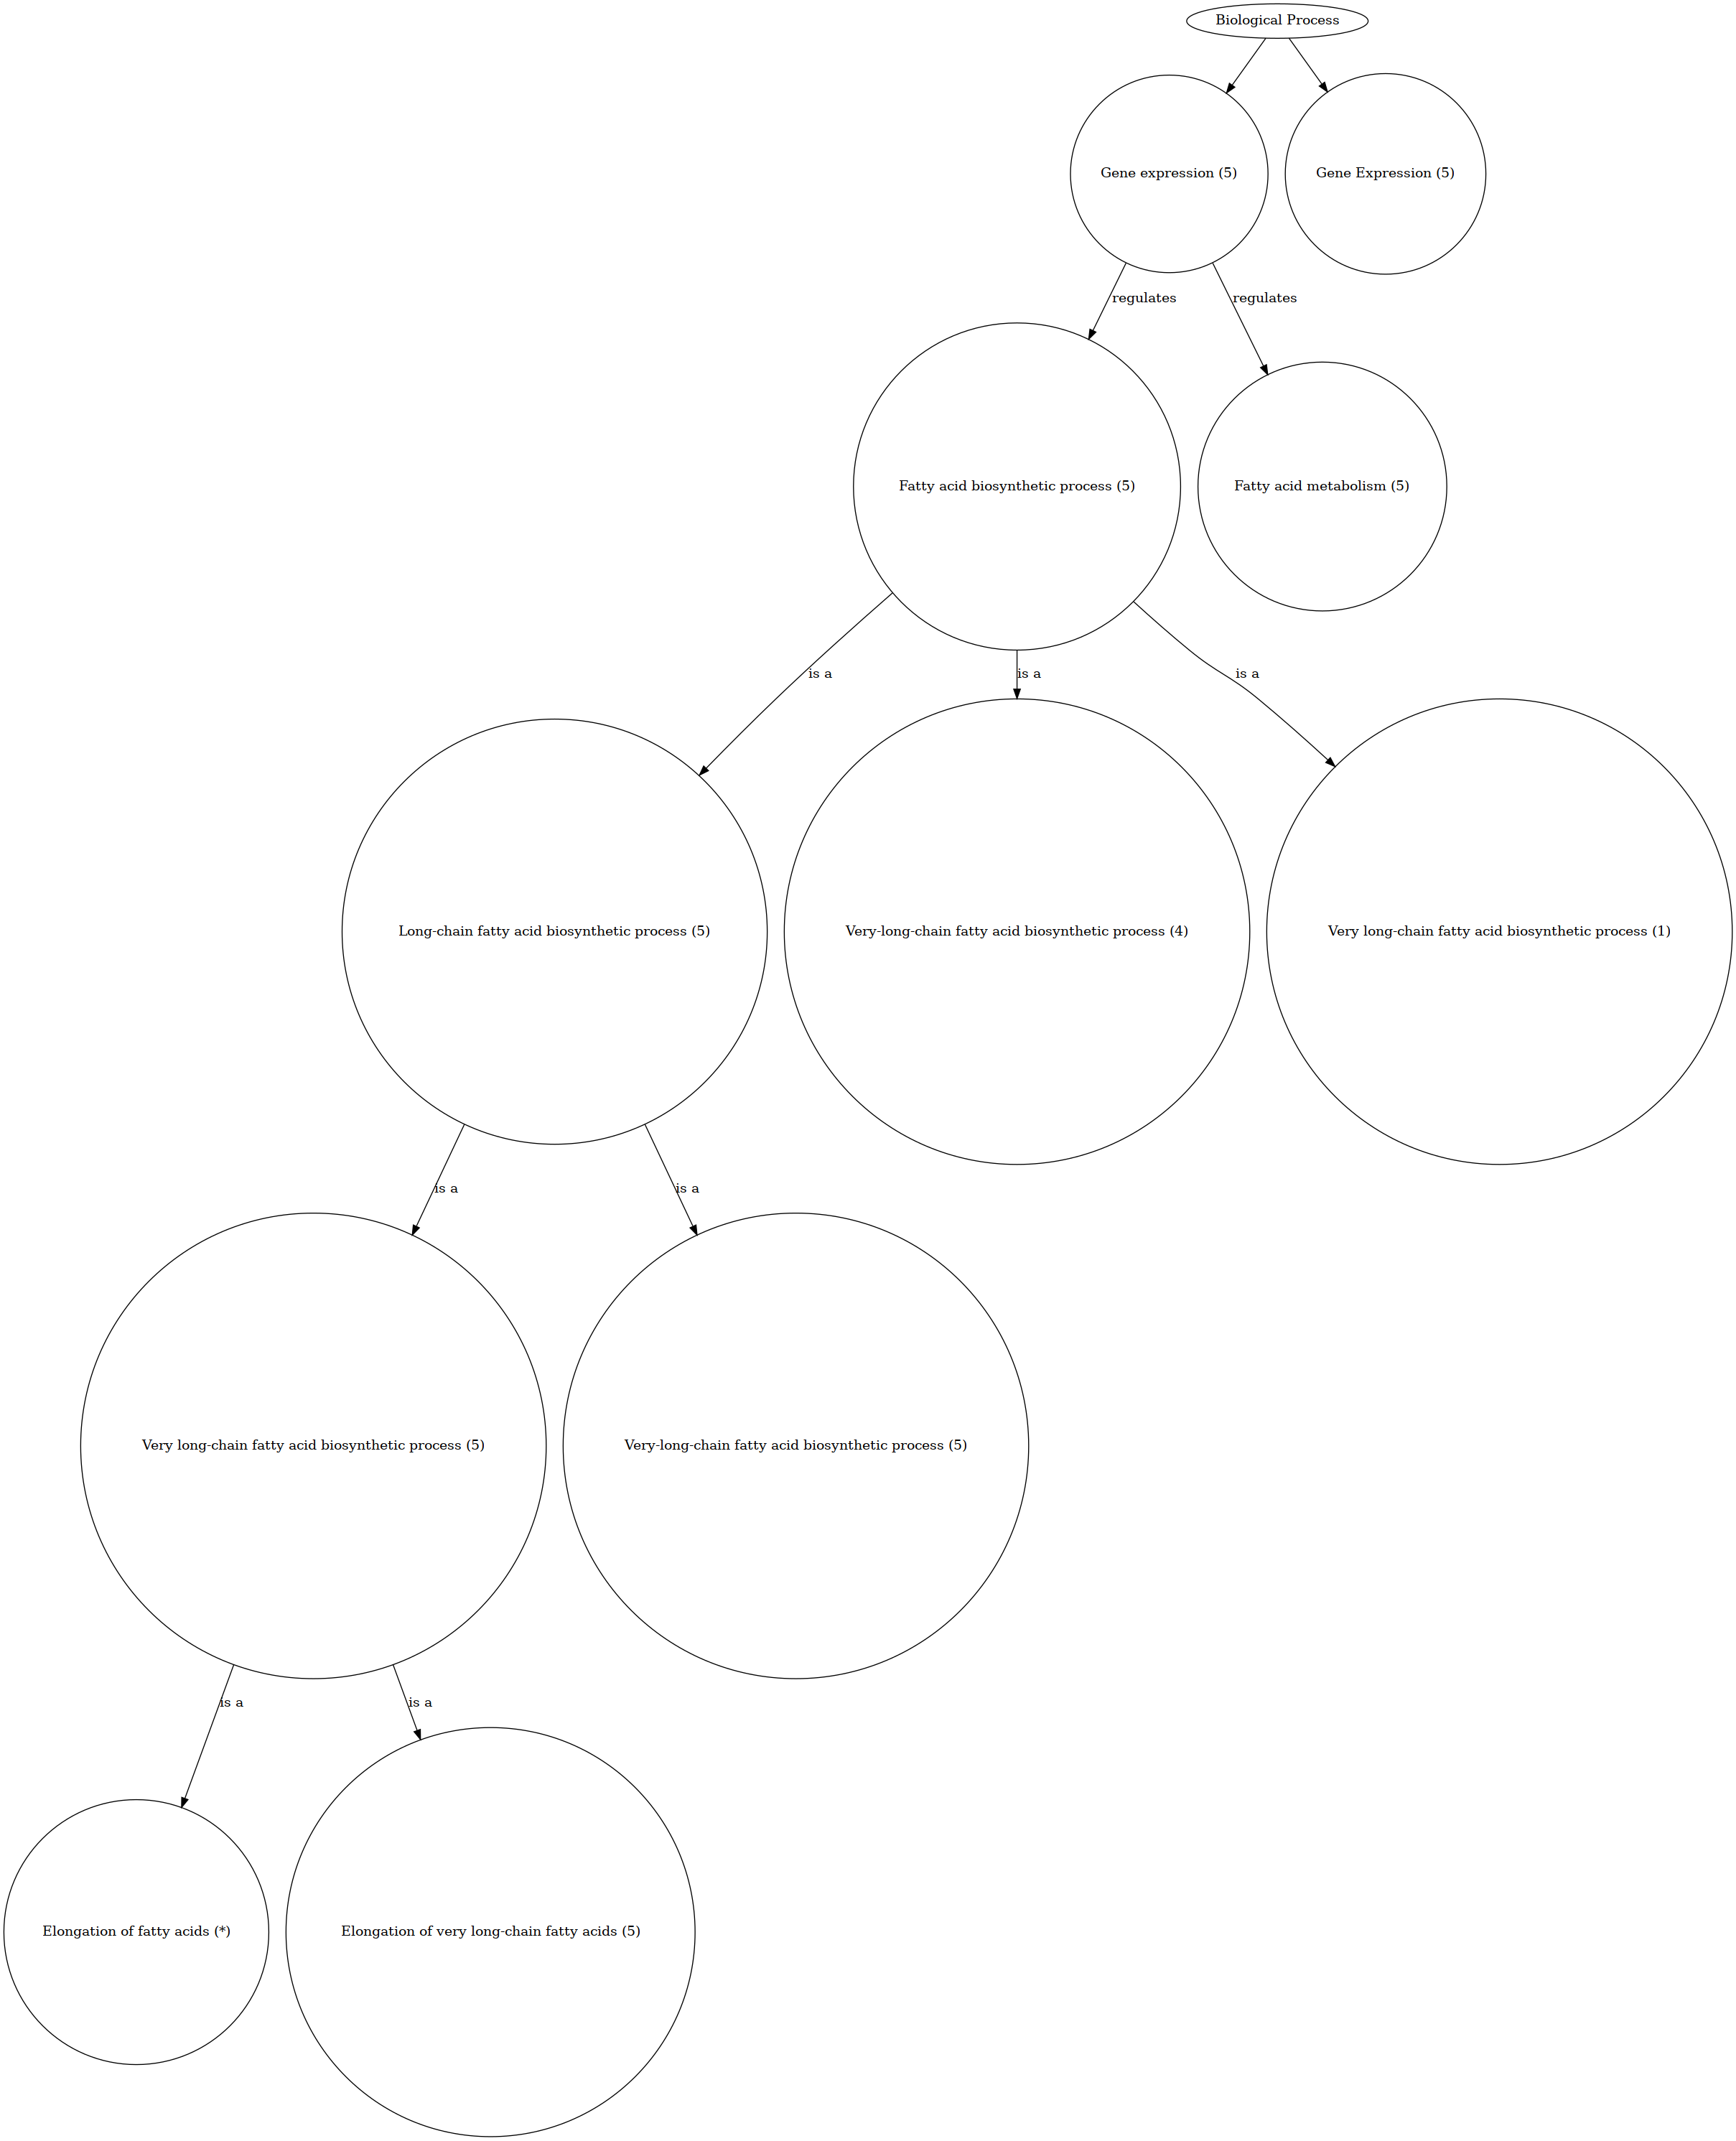 Biological Process
Gene expression (5)
Gene Expression (5)
regulates
regulates
Fatty acid biosynthetic process (5)
Fatty acid metabolism (5)
is a
is a
is a
Long-chain fatty acid biosynthetic process (5)
Very-long-chain fatty acid biosynthetic process (4)
Very long-chain fatty acid biosynthetic process (1)
is a
is a
Very long-chain fatty acid biosynthetic process (5)
Very-long-chain fatty acid biosynthetic process (5)
is a
is a
Elongation of fatty acids (*)
Elongation of very long-chain fatty acids (5)